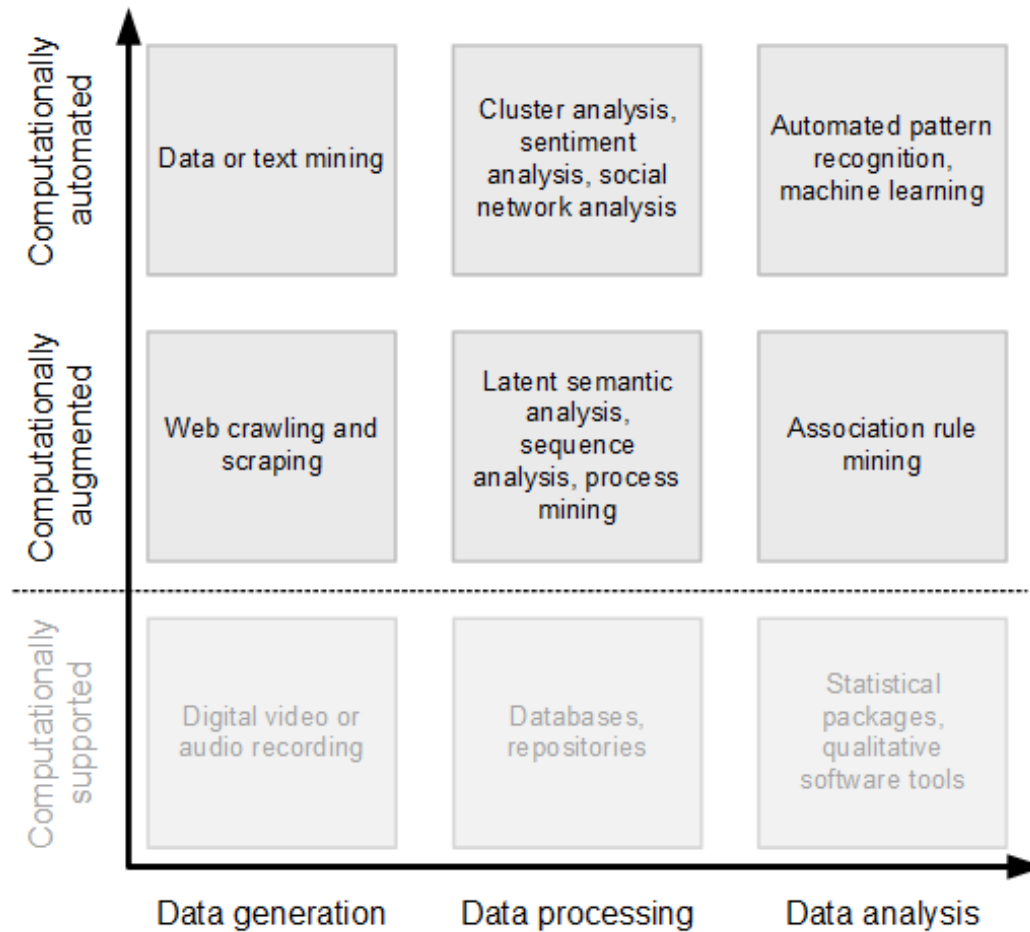 Computationally
automated
Data or text mining
Cluster analysis,
sentiment
analysis, social
network analysis
Automated pattern
recognition,
machine learning
Computationally
augmented
Web crawling and
scraping
Latent semantic
analysis,
sequence
analysis, process
mining
Association rule
mining
Computationally
supported
Digital video or
audio recording
Databases,
repositories
Statistical
packages,
qualitative
software tools
Data generation
Data processing
Data analysis